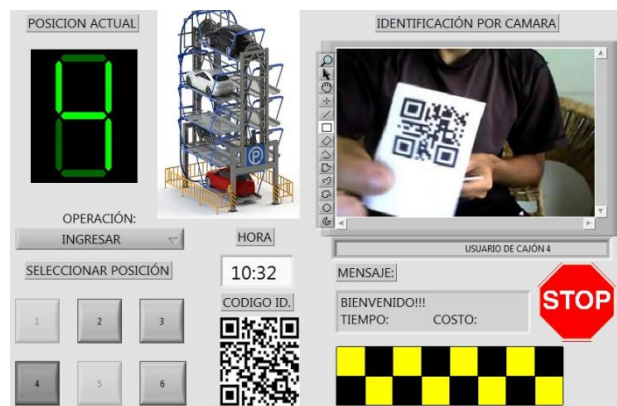 POSICION ACTUAL
4
OPERACIÓN:
INGRESAR
SELECCIONAR POSICIÓN
1 2 3
4 5 6
P
HORA
10:32
CODIGO ID.
IDENTIFICACIÓN POR CAMARA
USUARIO DE CAJÓN 4
MENSAJE:
BIENVENIDO!!!
TIEMPO: COSTO:
STOP